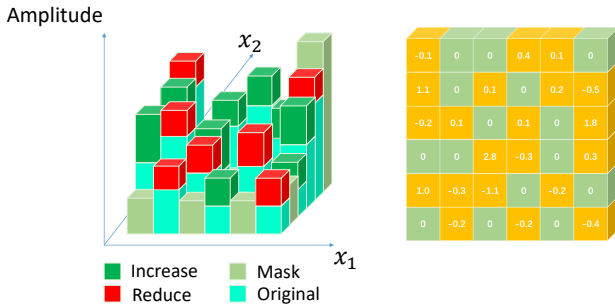 Amplitude
x₂
x₁
Increase
Mask
Reduce
Original
-0.1 0 0 0.4 0.1 0
1.1 0 0.1 0 0.2 -0.5
-0.2 0.1 0 0.1 0 1.8
0 0 2.8 -0.3 0 0.3
1.0 -0.3 -1.1 0 -0.2 0
0 -0.2 0 -0.2 0 -0.4